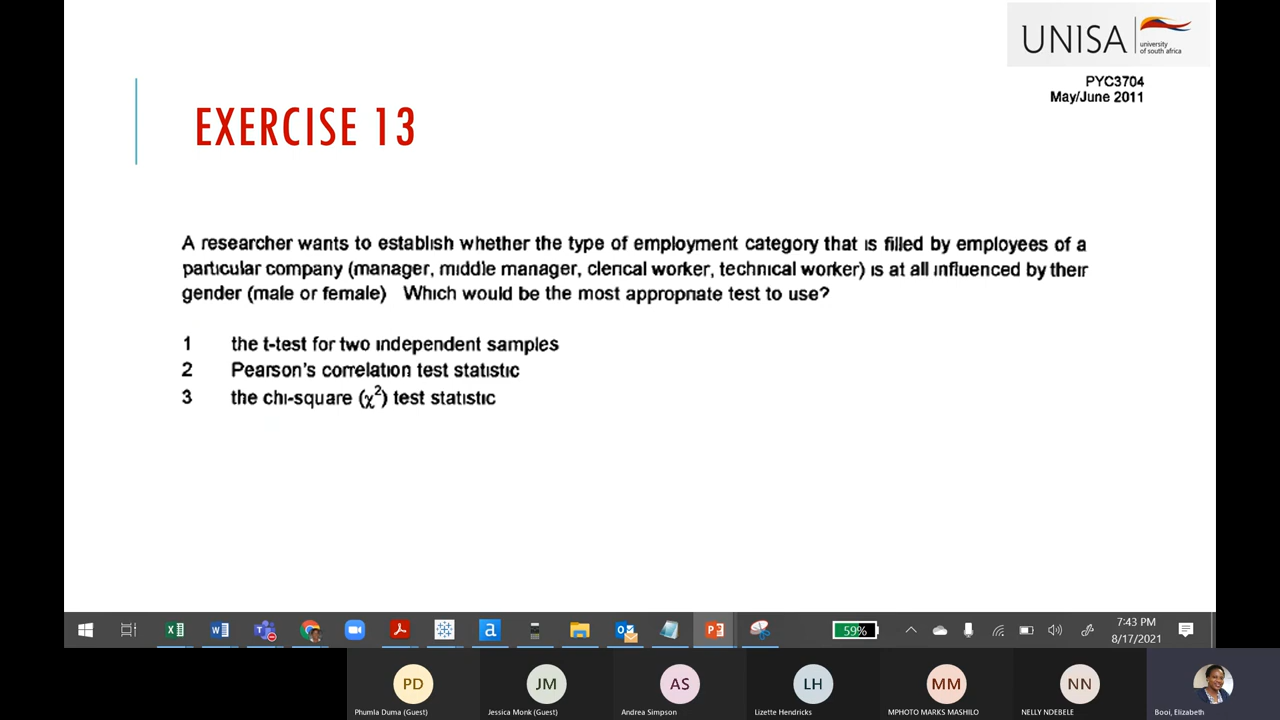 UNISA
university
of south africa
PYC3704
May/June 2011
EXERCISE 13
A researcher wants to establish whether the type of employment category that is filled by employees of a
particular company (manager, middle manager, clerical worker, technical worker) is at all influenced by their
gender (male or female) Which would be the most appropriate test to use?
1 the t-test for two independent samples
2 Pearson's correlation test statistic
3 the chi-square (χ²) test statistic
59%
7:43 PM
8/17/2021
PD
JM
AS
LH
MM
NN
Phumla Duma (Guest)
Jessica Monk (Guest)
Andrea Simpson
Lizette Hendricks
MPHOTO MARKS MASHILO
NELLY NDEBELE
Booi, Elizabeth